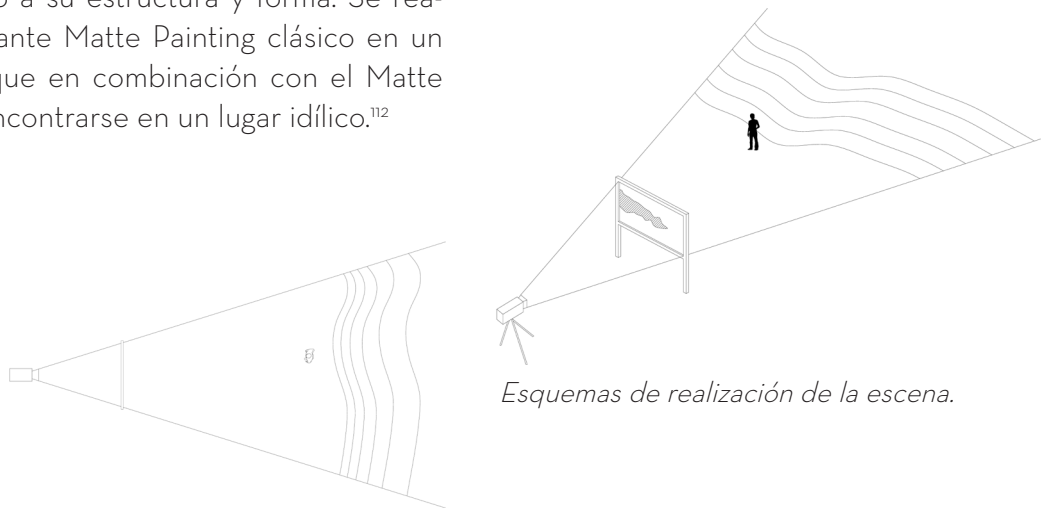 a su estructura y forma. Se rea-
ante Matte Painting clásico en un
que en combinación con el Matte
ncontrarse en un lugar idílico.¹¹²
Esquemas de realización de la escena.